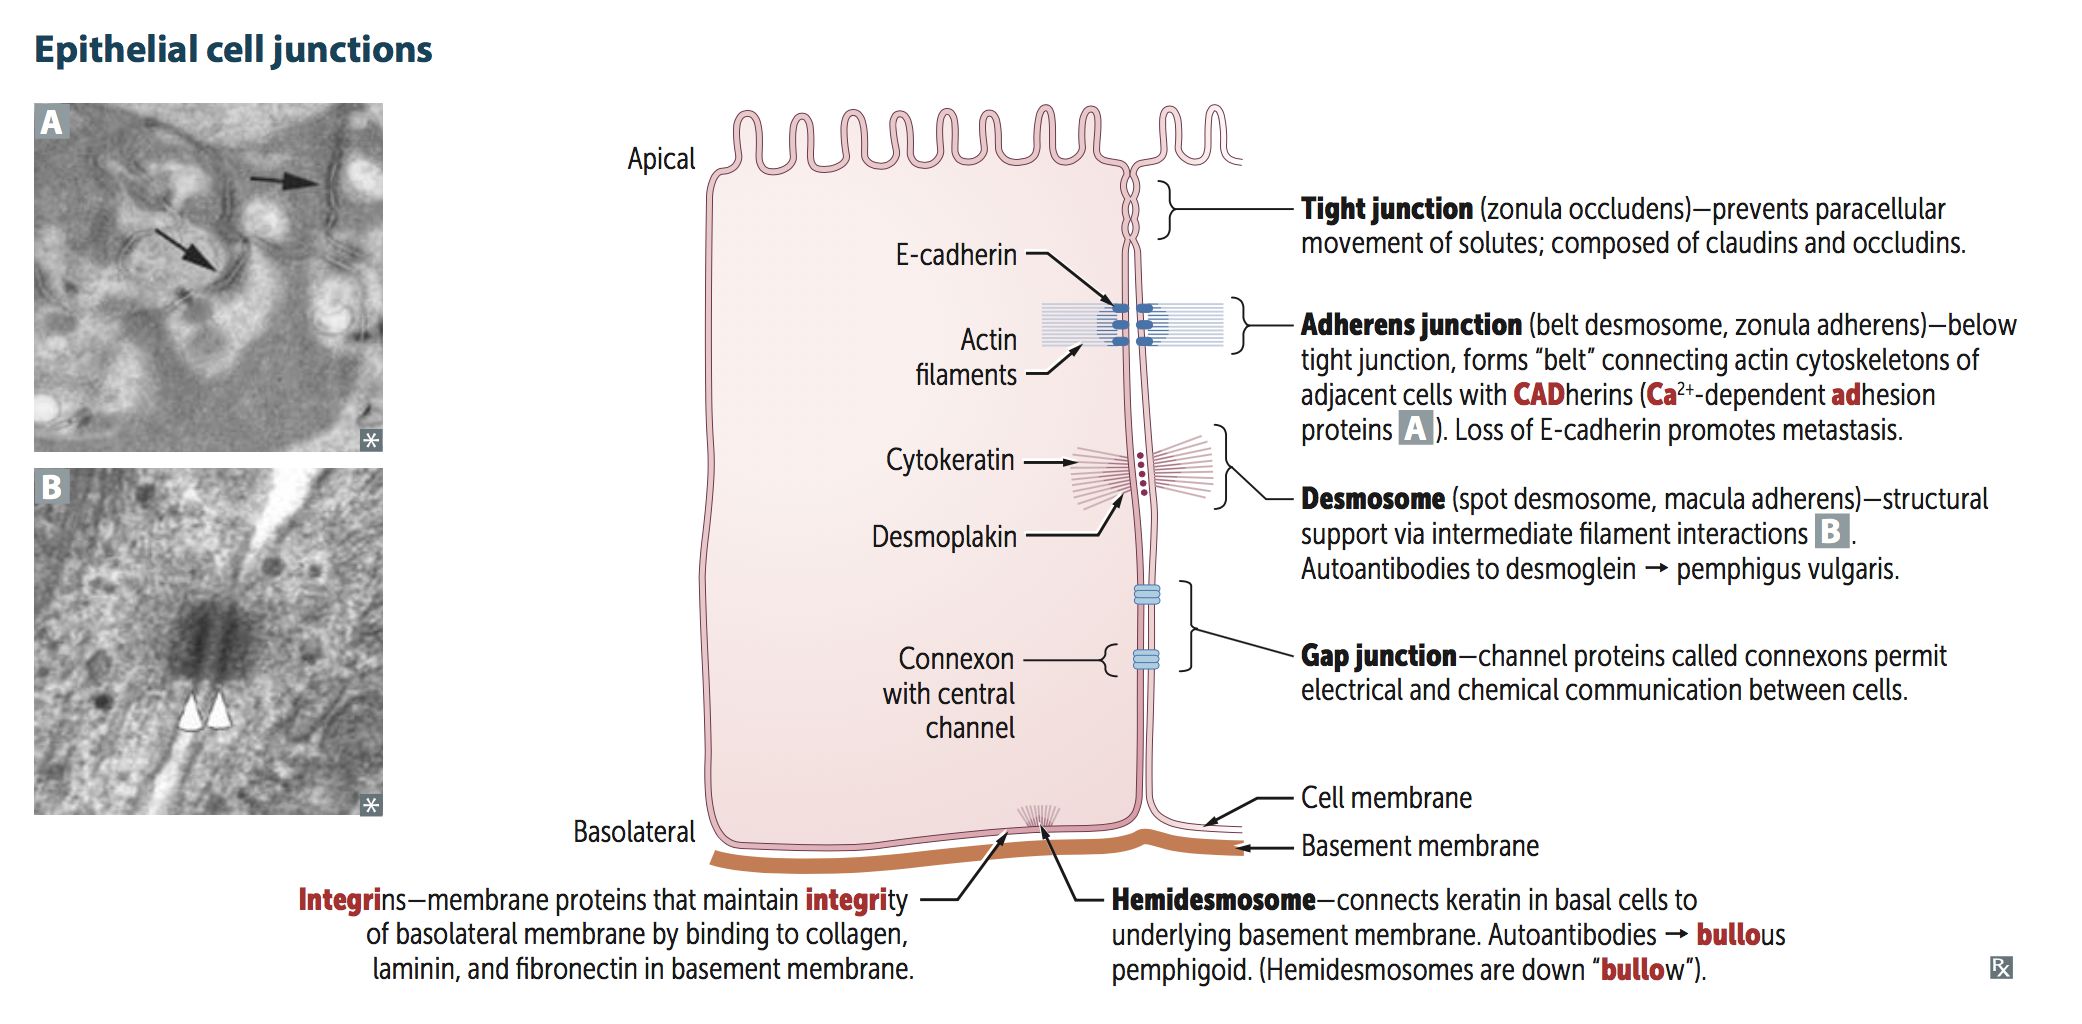 Epithelial cell junctions
A
B
Apical
E-cadherin
Actin
filaments
Cytokeratin
Desmoplakin
Connexon
with central
channel
Basolateral
Tight junction (zonula occludens)—prevents paracellular
movement of solutes; composed of claudins and occludins.
Adherens junction (belt desmosome, zonula adherens)—below
tight junction, forms “belt” connecting actin cytoskeletons of
adjacent cells with CADherins (Ca²⁺-dependent adhesion
proteins A ). Loss of E-cadherin promotes metastasis.
Desmosome (spot desmosome, macula adherens)—structural
support via intermediate filament interactions B .
Autoantibodies to desmoglein → pemphigus vulgaris.
Gap junction—channel proteins called connexons permit
electrical and chemical communication between cells.
Cell membrane
Basement membrane
Integrins—membrane proteins that maintain integrity
of basolateral membrane by binding to collagen,
laminin, and fibronectin in basement membrane.
Hemidesmosome—connects keratin in basal cells to
underlying basement membrane. Autoantibodies → bullous
pemphigoid. (Hemidesmosomes are down “bullow”).
Rx